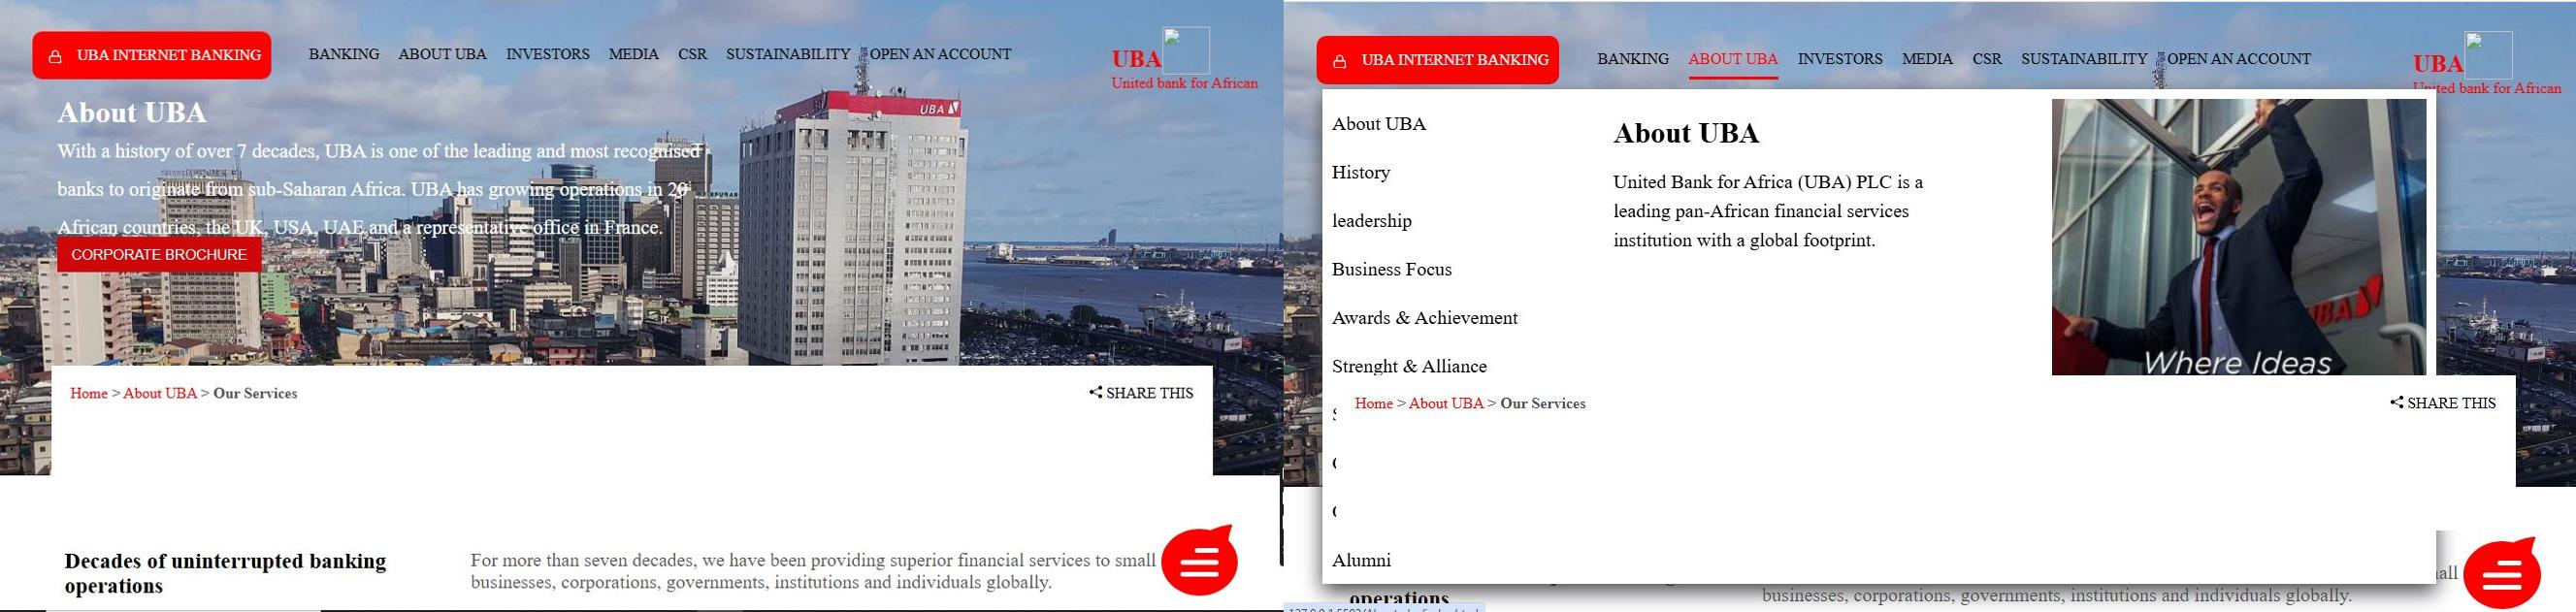 UBA INTERNET BANKING
BANKING ABOUT UBA INVESTORS MEDIA CSR SUSTAINABILITY OPEN AN ACCOUNT
UBA
United bank for African
About UBA
With a history of over 7 decades, UBA is one of the leading and most recognised
banks to originate from sub-Saharan Africa. UBA has growing operations in 20
African countries, the UK, USA, UAE and a representative office in France.
CORPORATE BROCHURE
UBA
Home > About UBA > Our Services
SHARE THIS
Decades of uninterrupted banking
operations
For more than seven decades, we have been providing superior financial services to small
businesses, corporations, governments, institutions and individuals globally.
UBA INTERNET BANKING
BANKING ABOUT UBA INVESTORS MEDIA CSR SUSTAINABILITY OPEN AN ACCOUNT
UBA
United bank for African
About UBA
History
leadership
Business Focus
Awards & Achievement
Strenght & Alliance
Alumni
About UBA
United Bank for Africa (UBA) PLC is a
leading pan-African financial services
institution with a global footprint.
UBA
Where Ideas
Home > About UBA > Our Services
SHARE THIS
operations
businesses, corporations, governments, institutions and individuals globally.